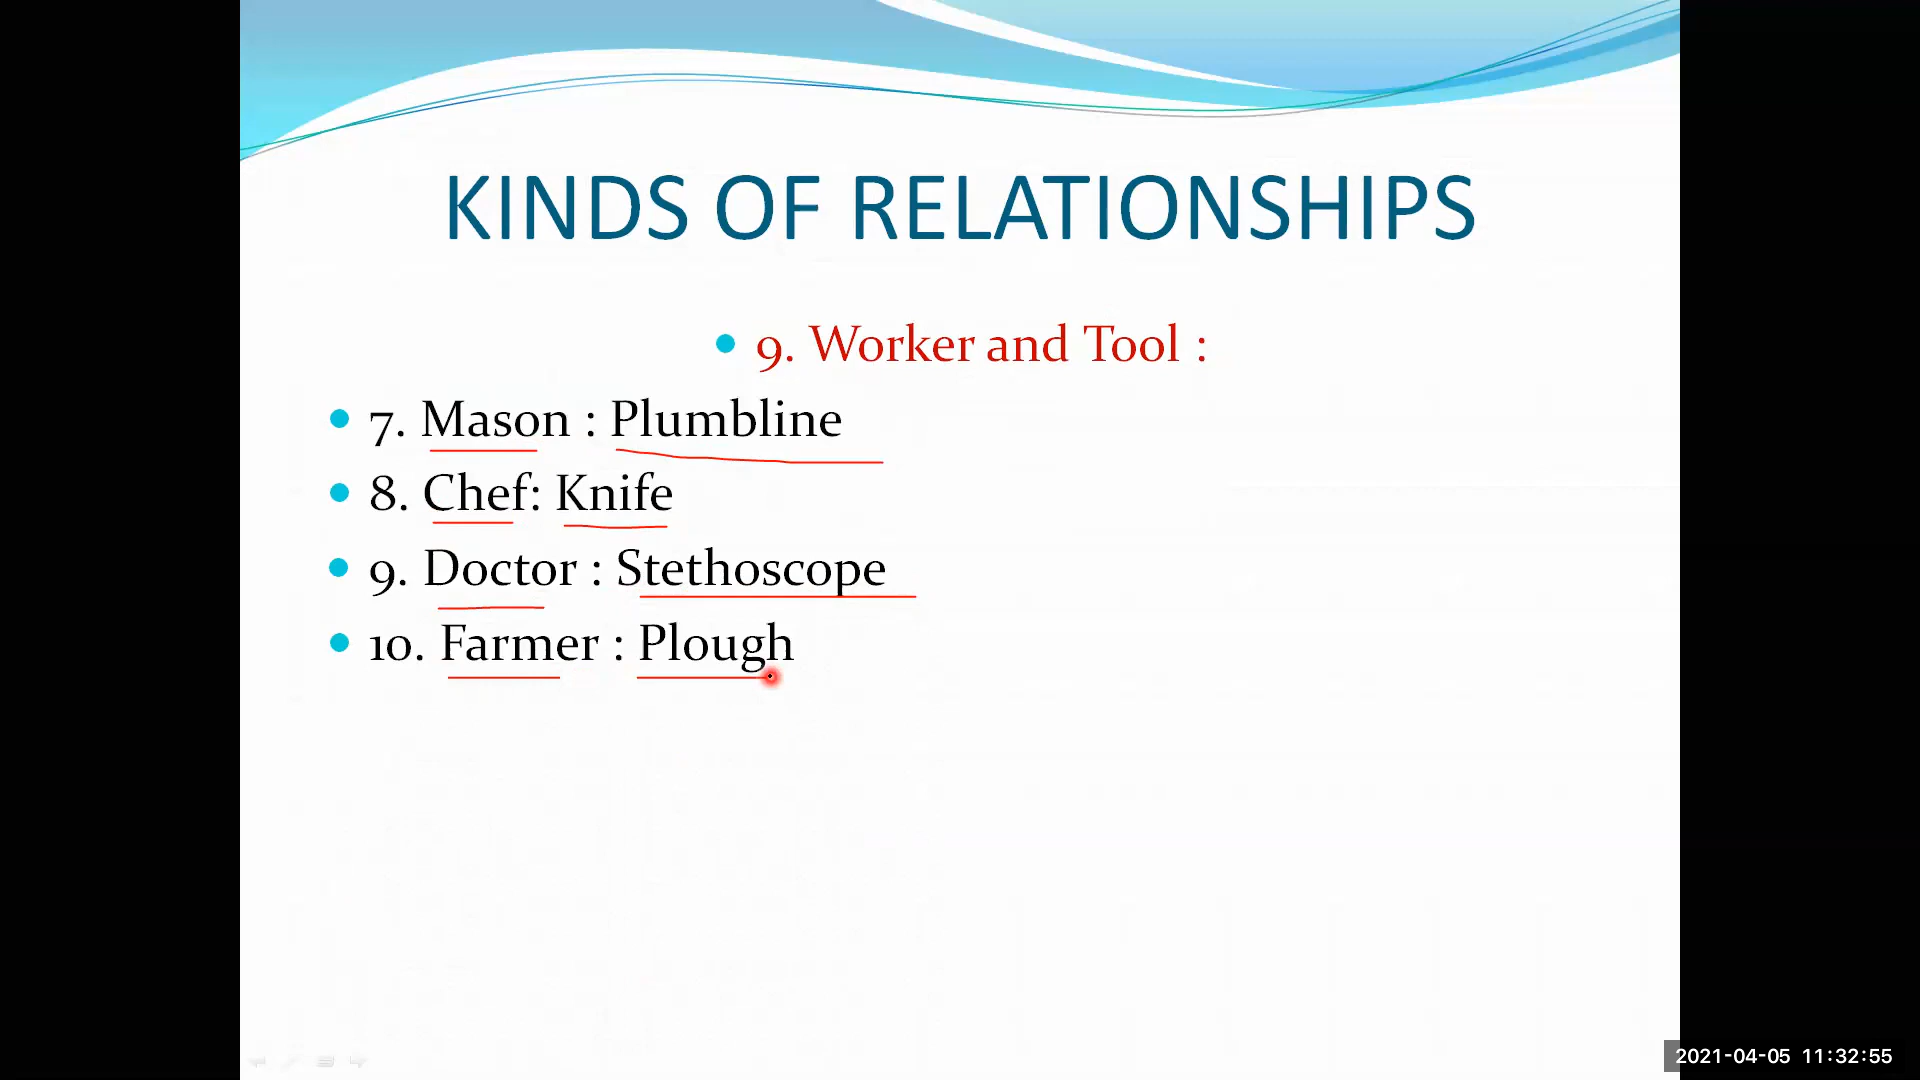 KINDS OF RELATIONSHIPS
9. Worker and Tool :
7. Mason : Plumbline
8. Chef: Knife
9. Doctor : Stethoscope
10. Farmer : Plough
2021-04-05 11:32:55